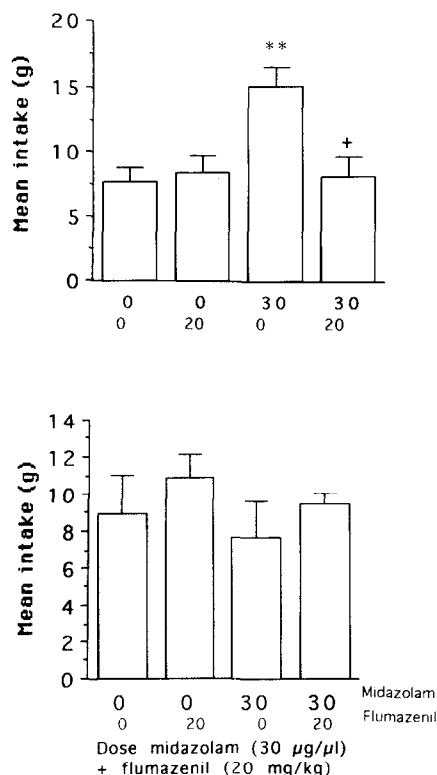 20
**
15
+
10
5
0
Mean intake (g)
0 0 30 30
0 20 0 20
14
12
10
8
6
4
2
0
Mean intake (g)
0 0 30 30 Midazolam
0 20 0 20 Flumazenil
Dose midazolam (30 µg/µl)
+ flumazenil (20 mg/kg)